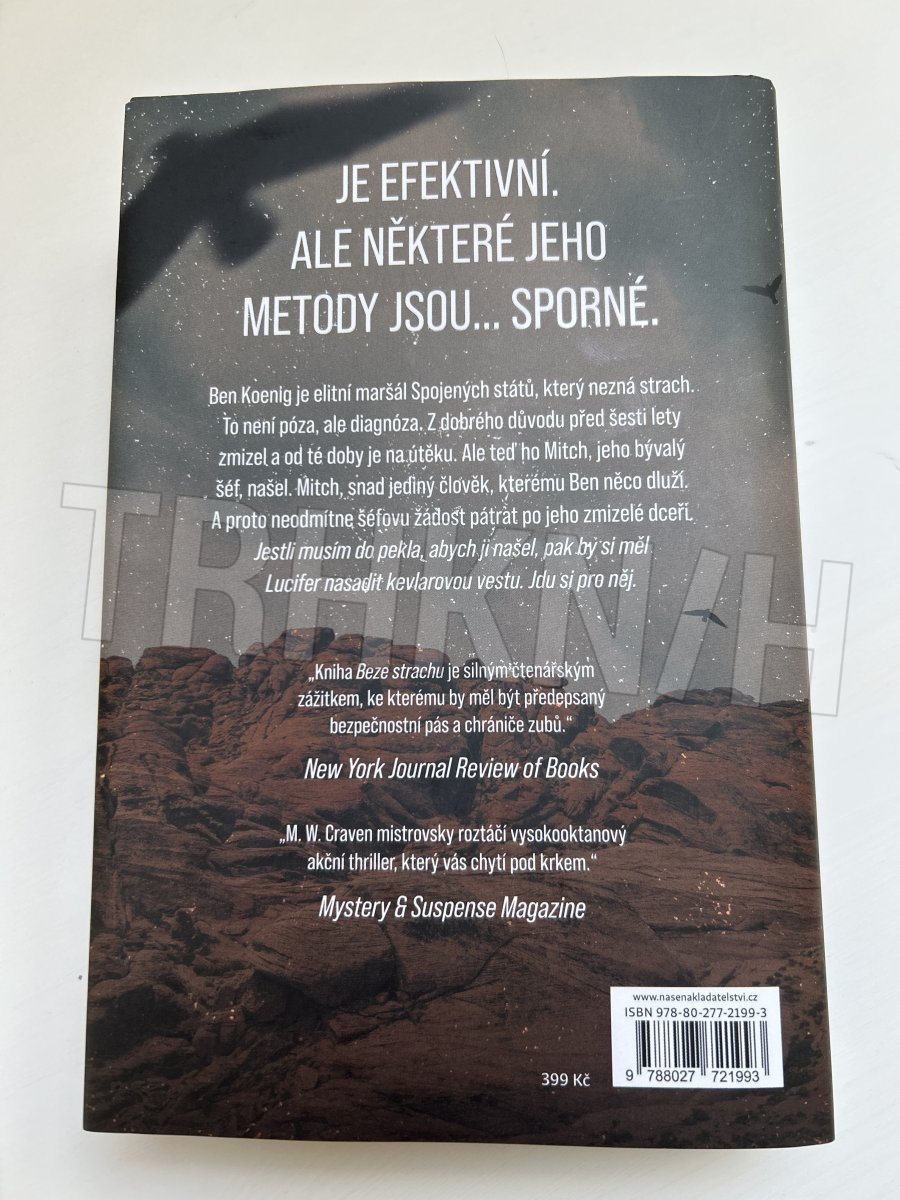 JE EFEKTIVNÍ.
ALE NĚKTERÉ JEHO
METODY JSOU... SPORNÉ.
Ben Koenig je elitní maršál Spojených států, který nezná strach.
To není póza, ale diagnóza. Z dobrého důvodu před šesti lety
zmizel a od té doby je na útěku. Ale teď ho Mitch, jeho bývalý
šéf, našel. Mitch, snad jediný člověk, kterému Ben něco dluží.
A proto neodmítne šéfovu žádost pátrat po jeho zmizelé dceři.
Jestli musím do pekla, abych ji našel, pak by si měl
Lucifer nasadit kevlarovou vestu. Jdu si pro něj.
TRHKN/H
„Kniha Beze strachu je silným čtenářským
zážitkem, ke kterému by měl být předepsaný
bezpečnostní pás a chrániče zubů.“
New York Journal Review of Books
„M. W. Craven mistrovsky roztáčí vysokooktanový
akční thriller, který vás chytí pod krkem.“
Mystery & Suspense Magazine
www.nasenakladatelstvi.cz
ISBN 978-80-277-2199-3
9 788027 721993
399 Kč